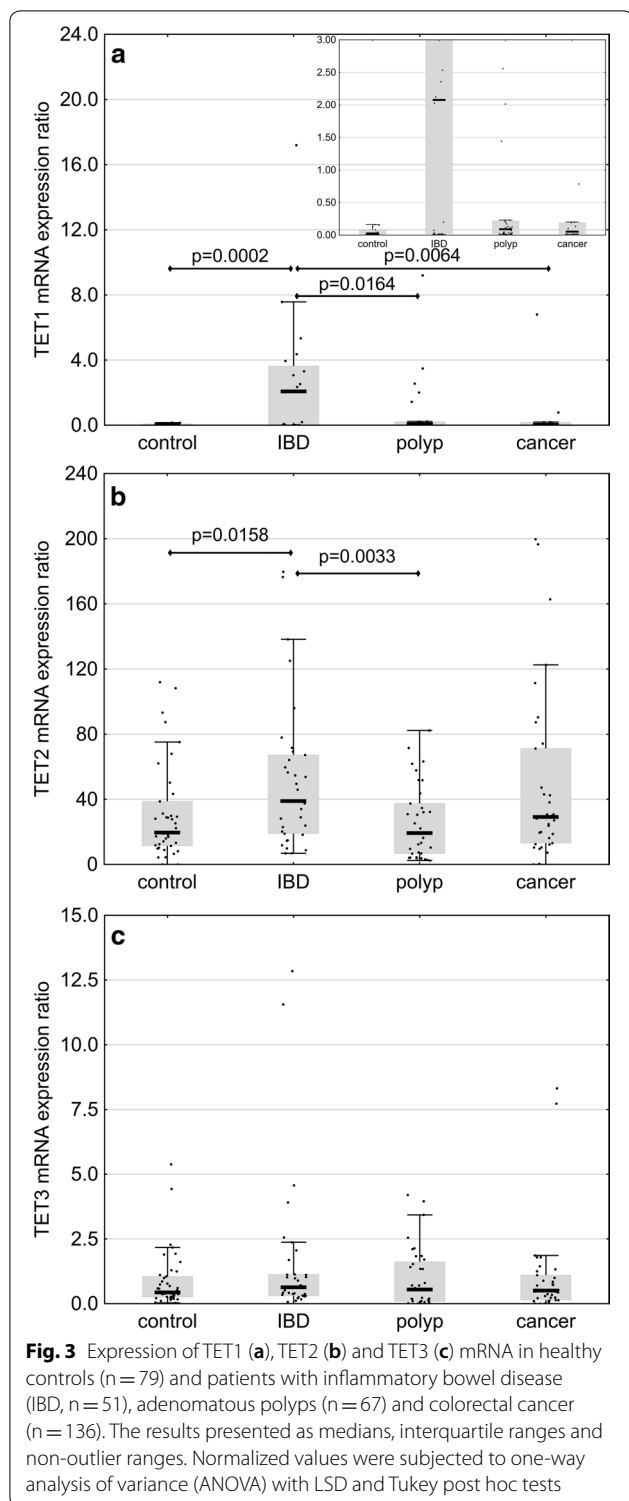 24.0
a
20.0
16.0
12.0
8.0
4.0
0.0
TET1 mRNA expression ratio
3.00
2.50
2.00
1.50
1.00
0.50
0.00
control IBD polyp cancer
p=0.0002
p=0.0064
p=0.0164
control IBD polyp cancer
240
b
200
160
120
80
40
0
TET2 mRNA expression ratio
p=0.0158
p=0.0033
control IBD polyp cancer
15.0
c
12.5
10.0
7.5
5.0
2.5
0.0
TET3 mRNA expression ratio
control IBD polyp cancer
Fig. 3 Expression of TET1 (a), TET2 (b) and TET3 (c) mRNA in healthy
controls (n = 79) and patients with inflammatory bowel disease
(IBD, n = 51), adenomatous polyps (n = 67) and colorectal cancer
(n = 136). The results presented as medians, interquartile ranges and
non-outlier ranges. Normalized values were subjected to one-way
analysis of variance (ANOVA) with LSD and Tukey post hoc tests